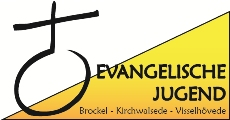 EVANGELISCHE
JUGEND
Brockel - Kirchwalsede - Visselhövede